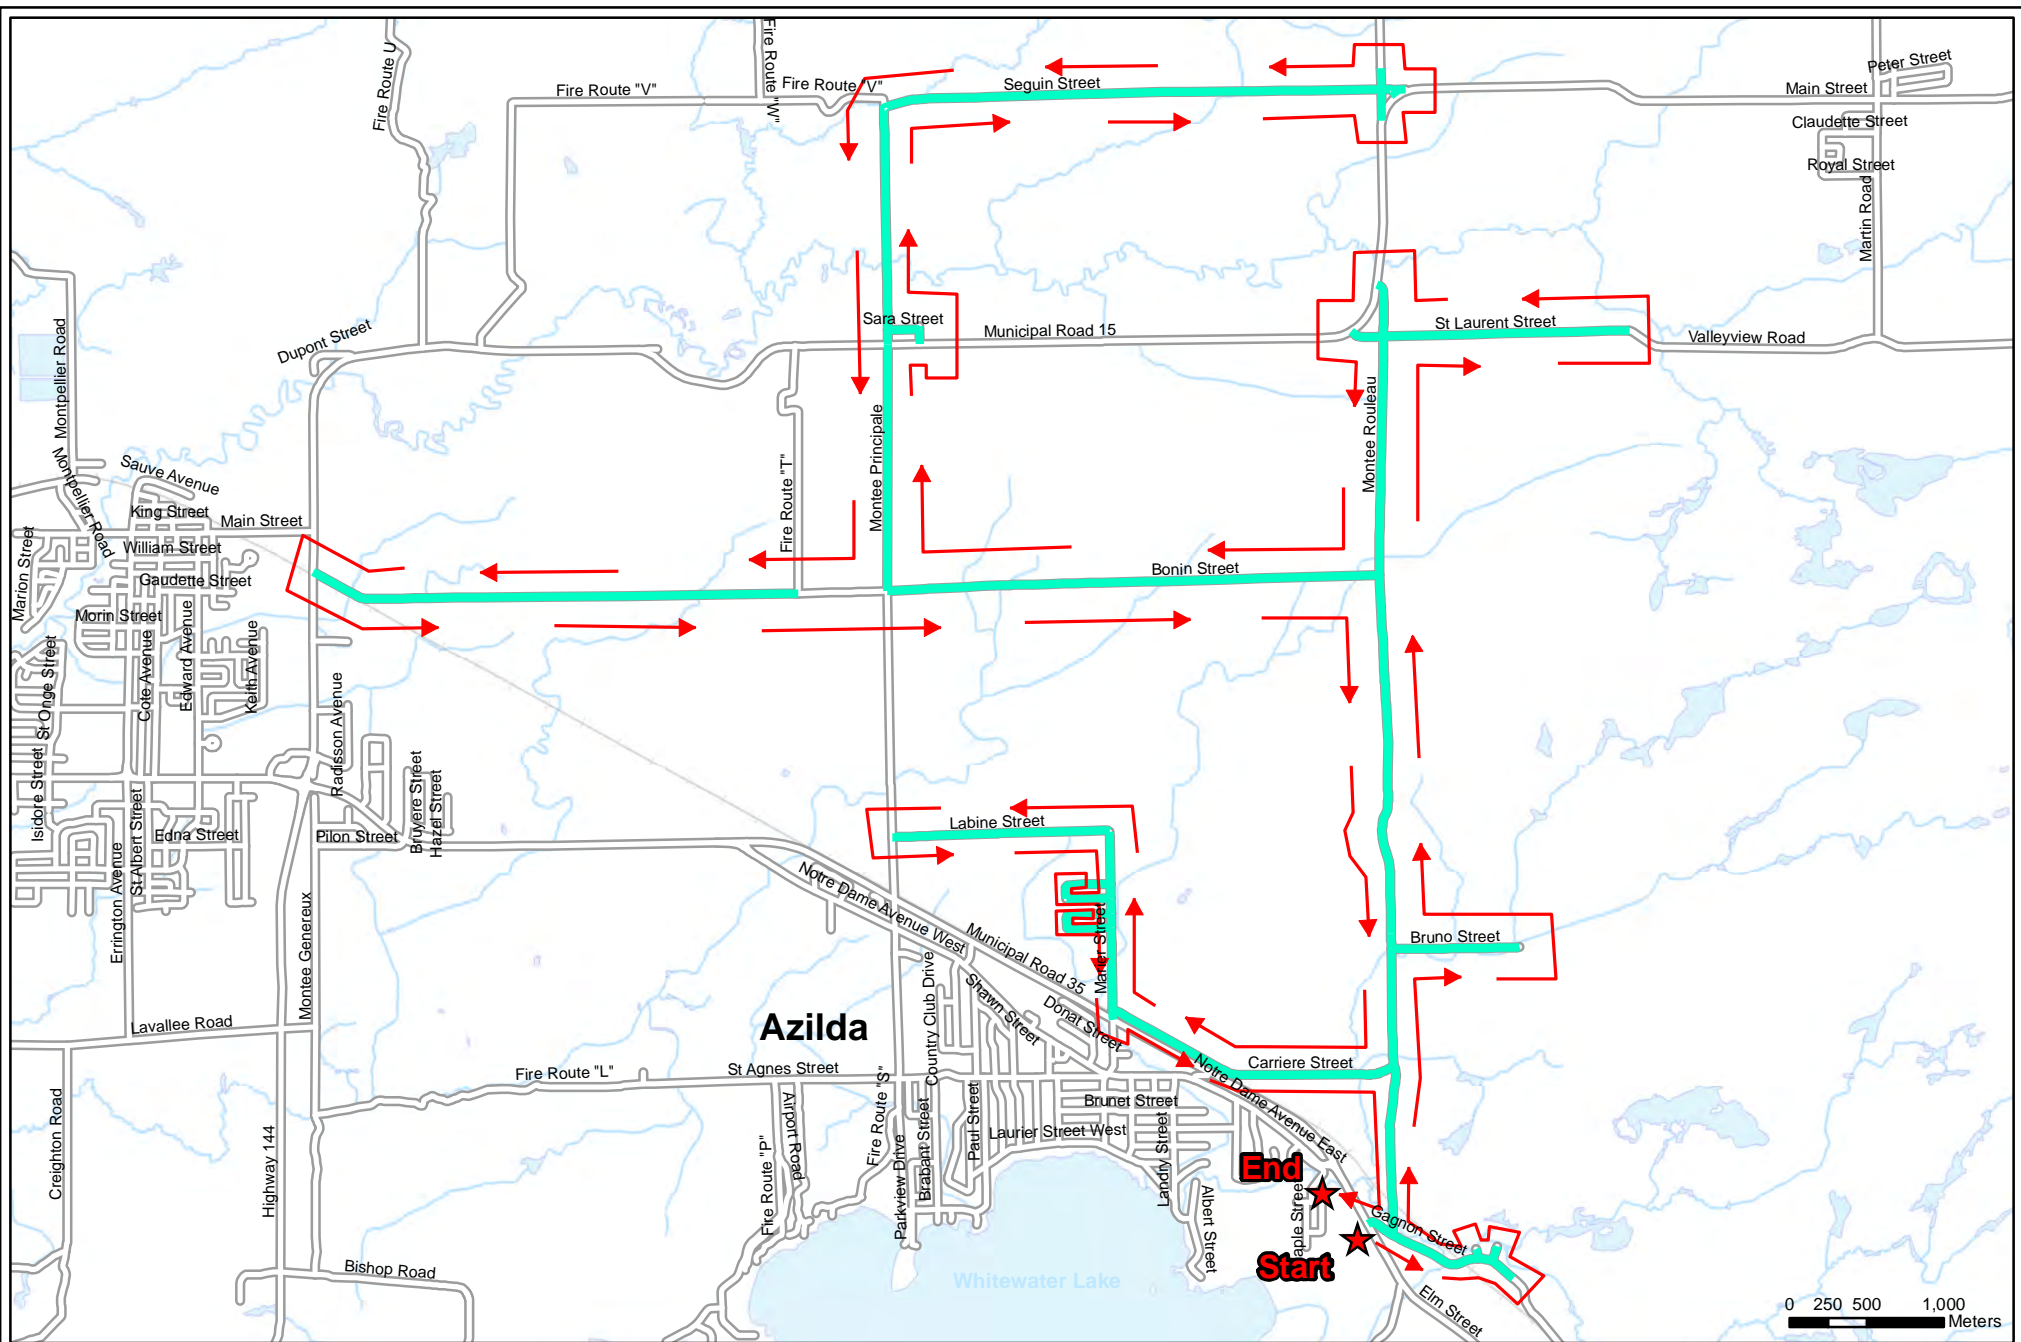 Fire Route U
Fire Route "V"
Fire Route "W"
Fire Route "V"
Seguin Street
Peter Street
Main Street
Claudette Street
Royal Street
Martin Road
Montpellier Road
Dupont Street
Sara Street
Municipal Road 15
St Laurent Street
Valleyview Road
Montee Rouleau
Montee Principale
Fire Route "T"
Montpellier Road
Sauve Avenue
King Street
Main Street
William Street
Marion Street
Gaudette Street
Morin Street
Bonin Street
St Onge Street
Cote Avenue
Edward Avenue
Keith Avenue
Radisson Avenue
Isidore Street
St Albert Street
Edna Street
Pilon Street
Bruyere Street
Hazel Street
Errington Avenue
Labine Street
Notre Dame Avenue West
Municipal Road 35
Marier Street
Bruno Street
Montee Genereux
Lavallee Road
Azilda
Country Club Drive
Shawn Street
Donat Street
Carriere Street
Notre Dame Avenue East
St Agnes Street
Fire Route "L"
Fire Route "S"
Brunet Street
Laurier Street West
Creighton Road
Highway 144
Fire Route "P"
Airport Road
Parkview Drive
Brabant Street
Paul Street
Landry Street
Albert Street
End
aple Street
Gagnon Street
Start
Bishop Road
Whitewater Lake
Elm Street
0 250 500 1,000
Meters